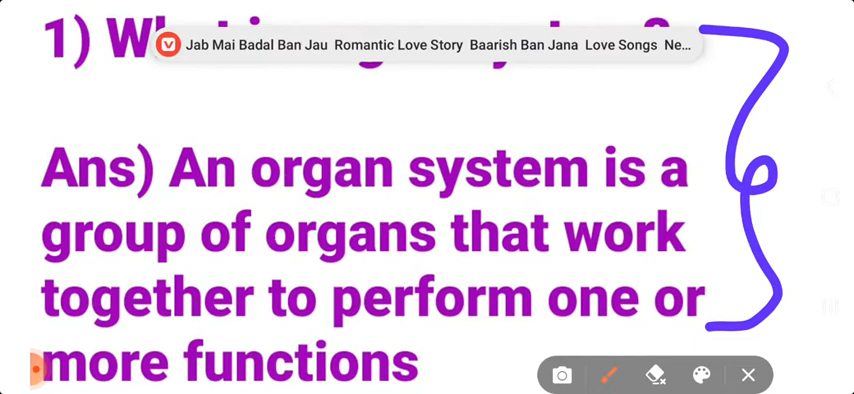 1)
Jab Mai Badal Ban Jau Romantic Love Story Baarish Ban Jana Love Songs Ne...
Ans) An organ system is a
group of organs that work
together to perform one or
more functions